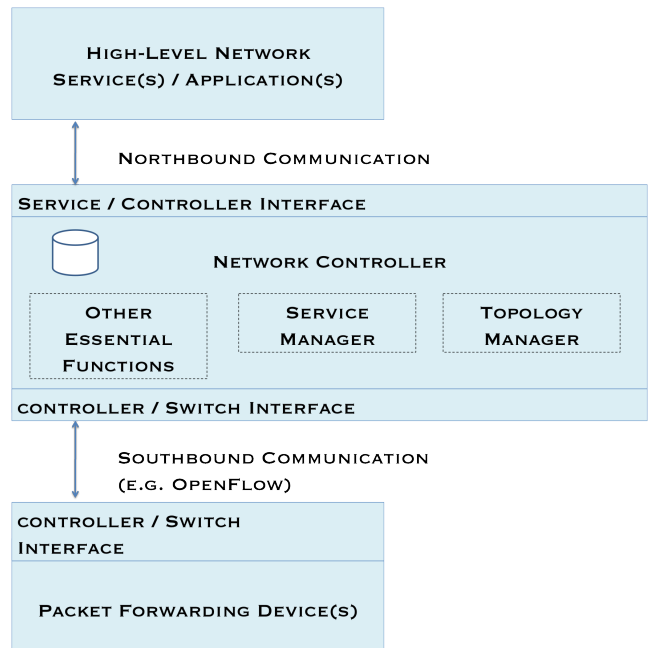 High-Level Network
Service(s) / Application(s)
Northbound Communication
Service / Controller Interface
Network Controller
Other
Essential
Functions
Service
Manager
Topology
Manager
controller / Switch Interface
Southbound Communication
(e.g. OpenFlow)
controller / Switch
Interface
Packet Forwarding Device(s)